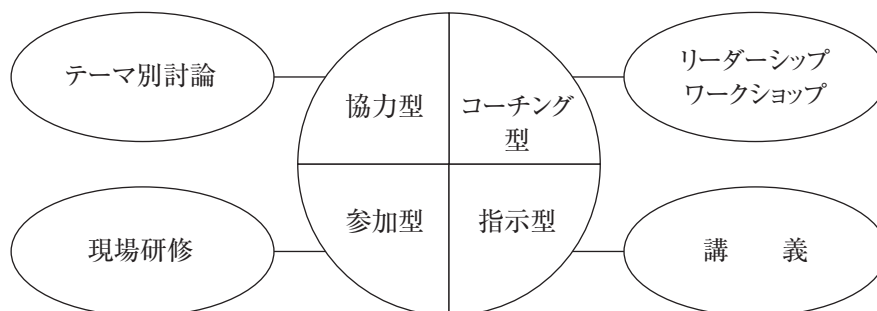 テーマ別討論
リーダーシップ
ワークショップ
協力型
コーチング
型
参加型
指示型
現場研修
講　　義